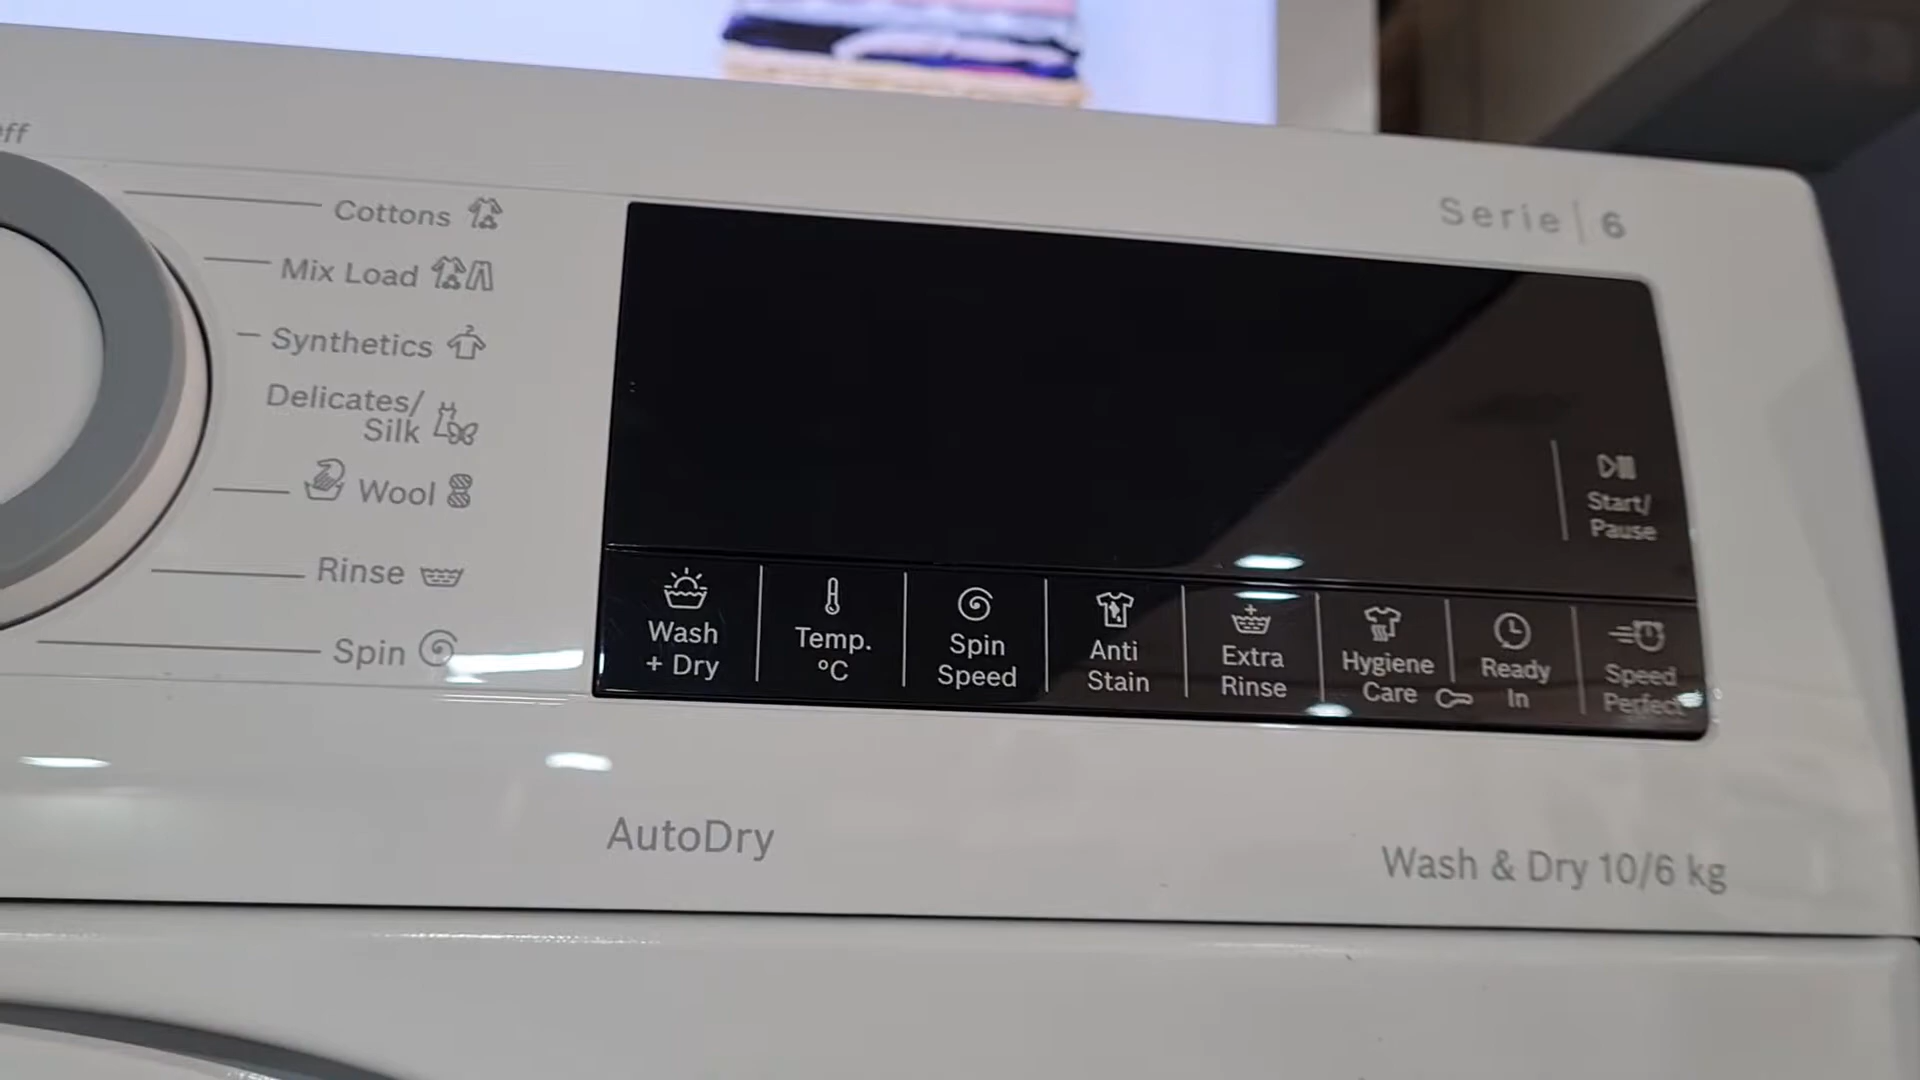 eff
Cottons
Mix Load
Synthetics
Delicates/
Silk
Wool
Rinse
Spin
Serie | 6
Start/
Pause
Wash
+ Dry
Temp.
°C
Spin
Speed
Anti
Stain
Extra
Rinse
Hygiene
Care
Ready
In
Speed
Perfect
AutoDry
Wash & Dry 10/6 kg